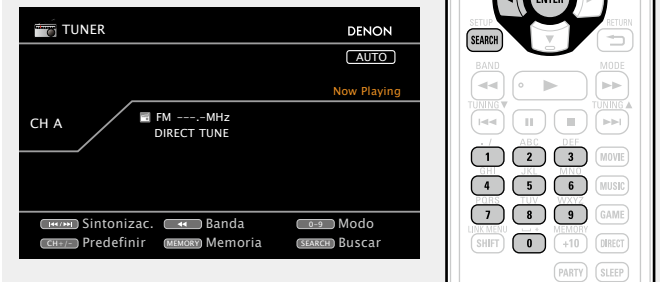 TUNER
DENON
AUTO
Now Playing
CH A
FM ---.-MHz
DIRECT TUNE
I◀◀/▶▶I Sintonizac.
◀◀ Banda
0-9 Modo
CH+/- Predefinir
MEMORY Memoria
SEARCH Buscar
ENTER
SETUP
RETURN
SEARCH
BAND
MODE
TUNING▼
TUNING▲
. /
ABC
DEF
1
2
3
MOVIE
GHI
JKL
MNO
4
5
6
MUSIC
PQRS
TUV
WXYZ
7
8
9
GAME
LINK MENU
MEMORY
SHIFT
0
+10
DIRECT
PARTY
SLEEP